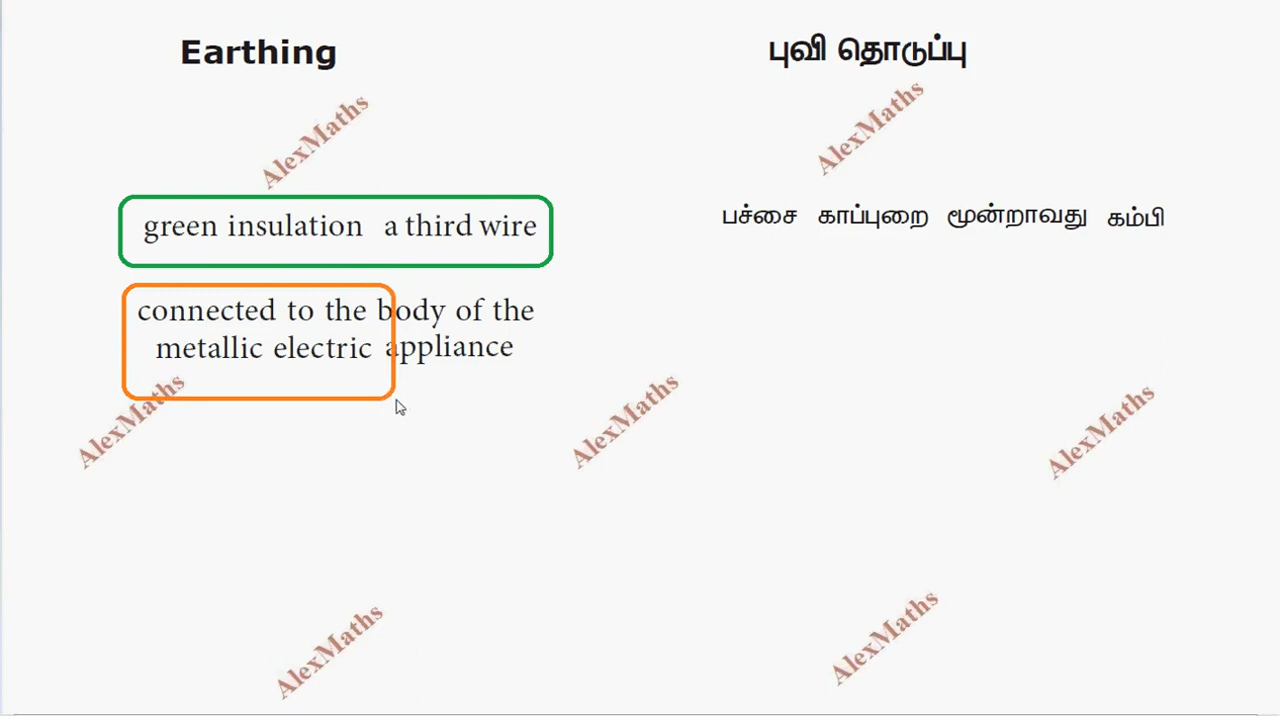 Earthing
புவி தொடுப்பு
AlexMaths
AlexMaths
green insulation a third wire
பச்சை காப்புறை மூன்றாவது கம்பி
connected to the body of the
metallic electric appliance
AlexMaths
AlexMaths
AlexMaths
AlexMaths
AlexMaths